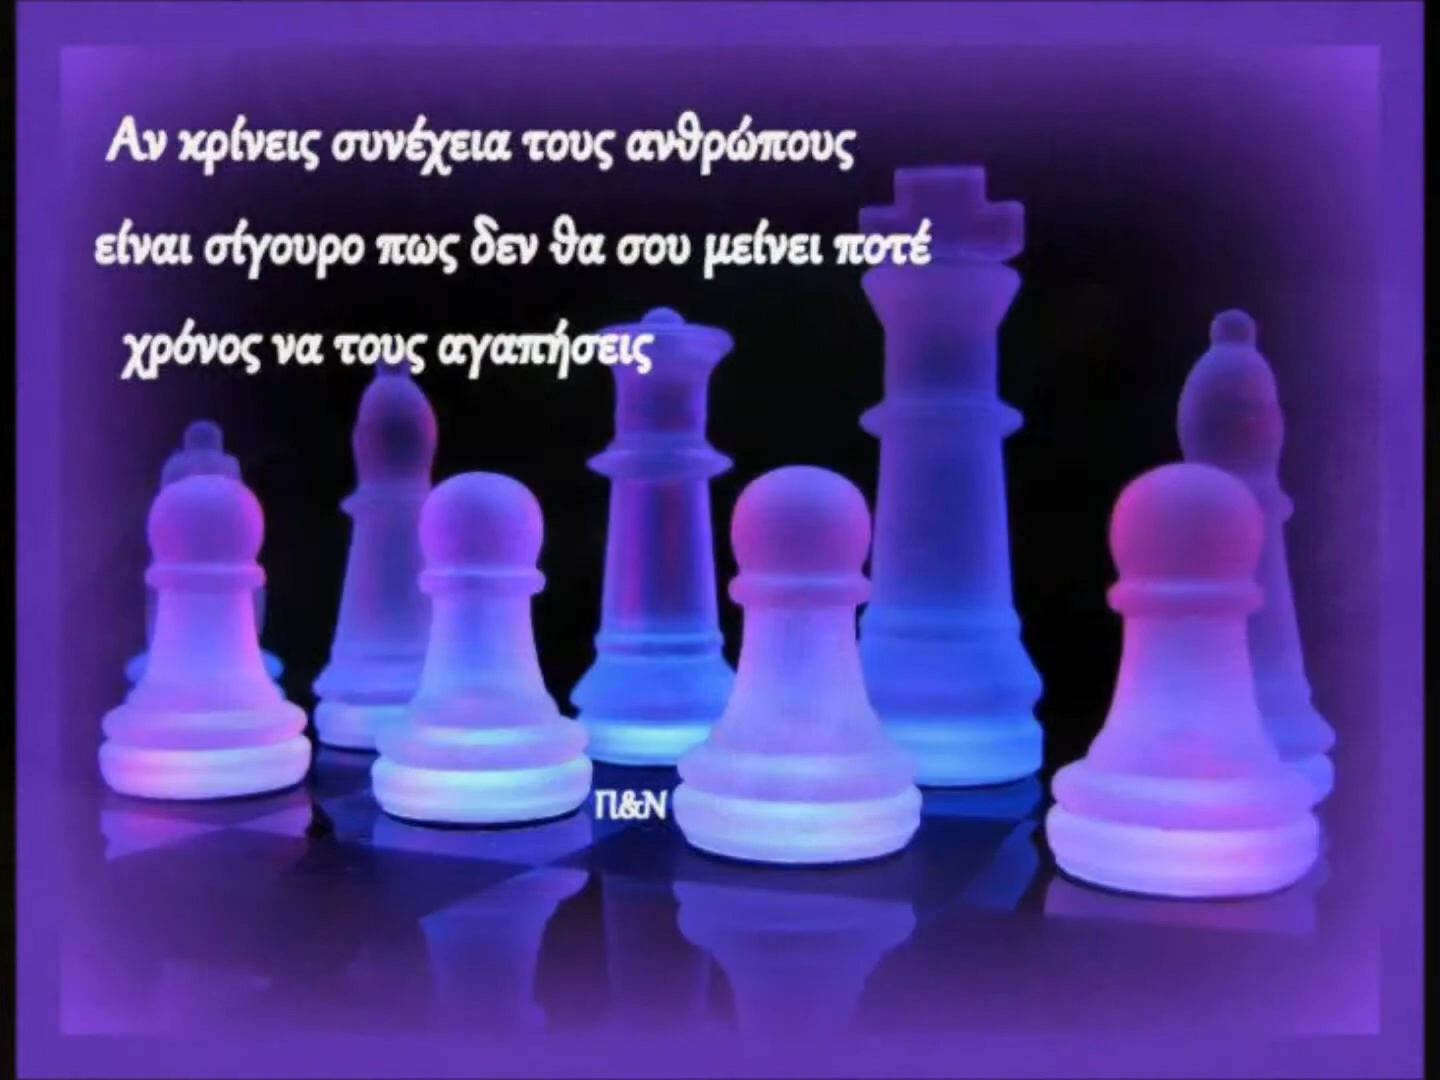 Αν κρίνεις συνέχεια τους ανθρώπους
είναι σίγουρο πως δεν θα σου μείνει ποτέ
χρόνος να τους αγαπήσεις
Π&Ν